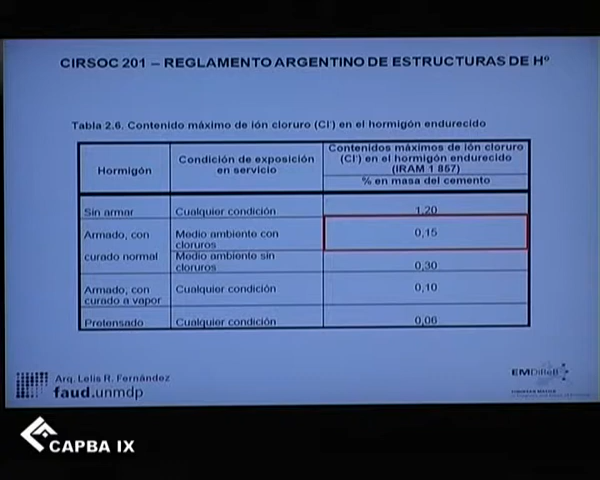 CIRSOC 201 – REGLAMENTO ARGENTINO DE ESTRUCTURAS DE Hº
Tabla 2.6. Contenido máximo de ión cloruro (Cl⁻) en el hormigón endurecido
Hormigón
Condición de exposición
en servicio
Contenidos máximos de ión cloruro
(Cl⁻) en el hormigón endurecido
(IRAM 1 857)
% en masa del cemento
Sin armar Cualquier condición 1,20
Armado, con
curado normal
Medio ambiente con
cloruros
0,15
Medio ambiente sin
cloruros
0,30
Armado, con
curado a vapor
Cualquier condición 0,10
Pretensado Cualquier condición 0,06
Arq. Lelis R. Fernández
faud.unmdp
CAPBA IX